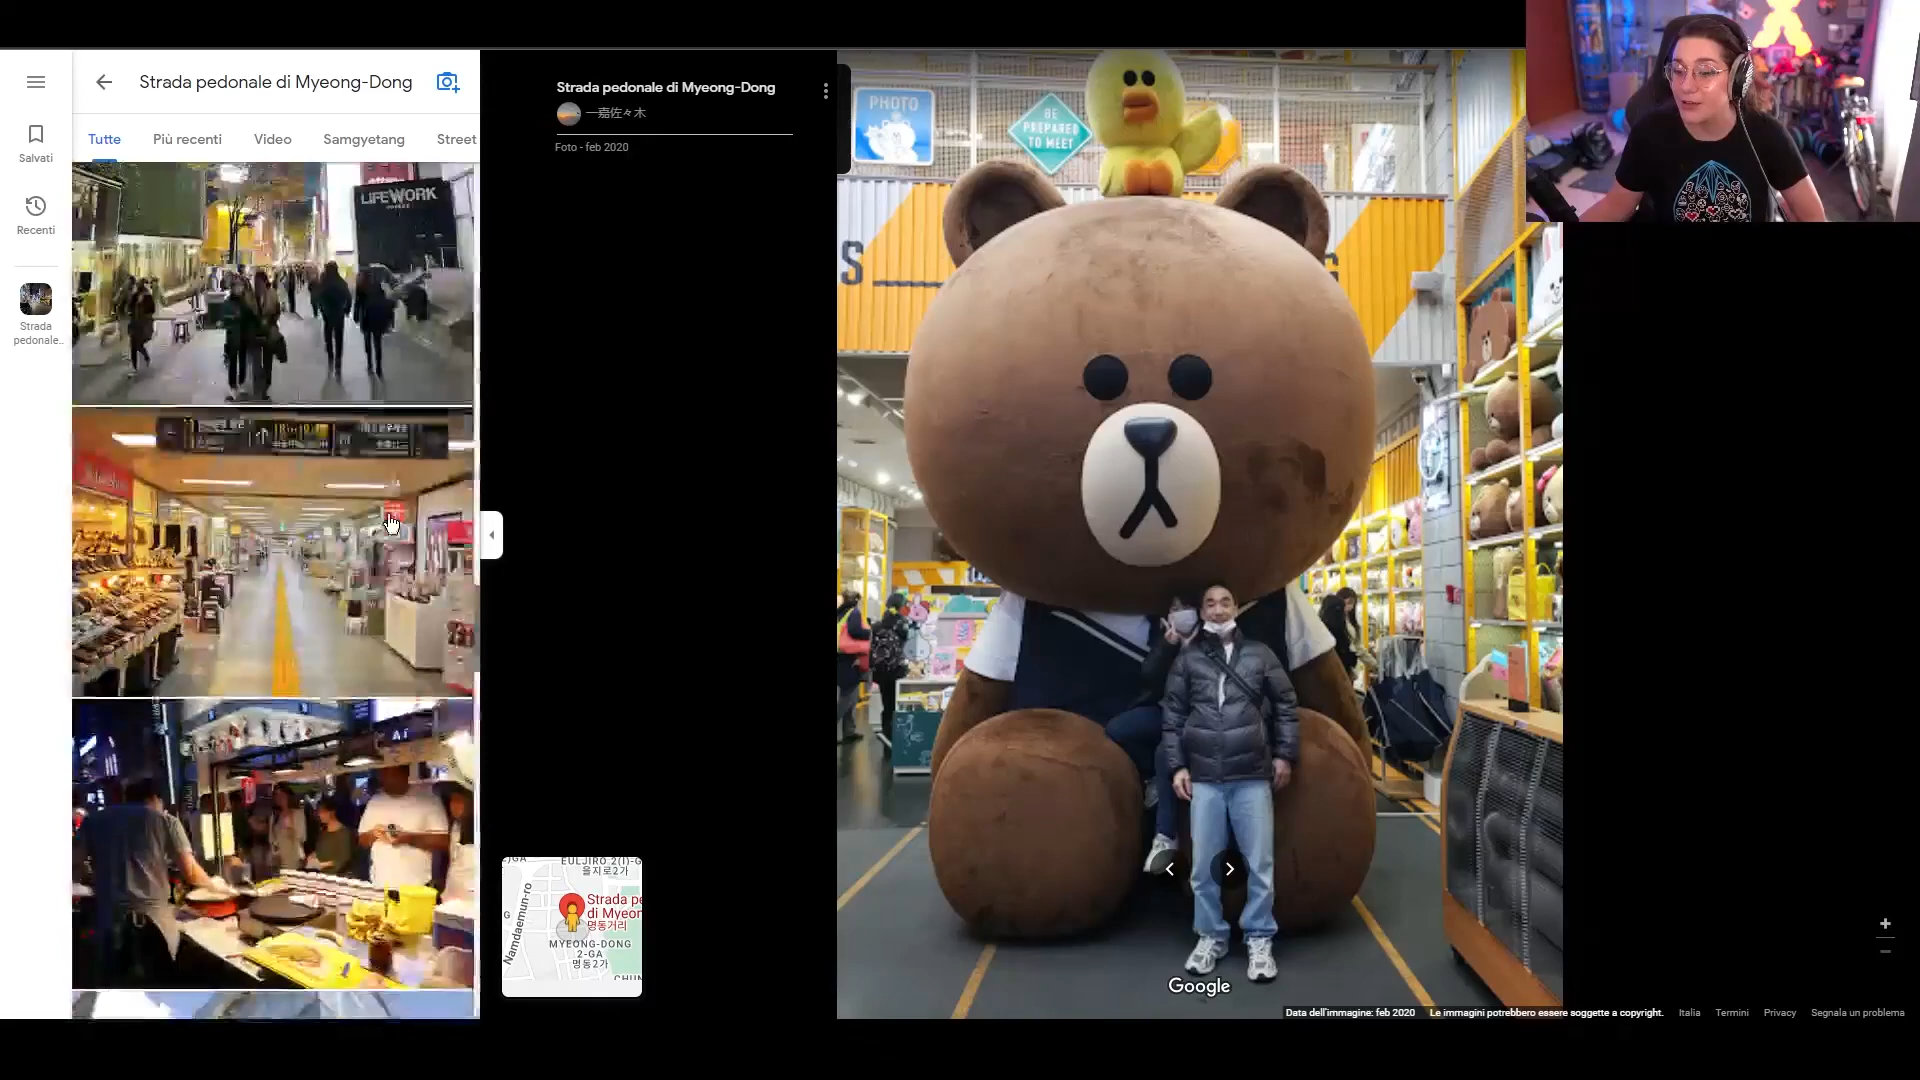 Strada pedonale di Myeong-Dong
Tutte
Più recenti
Video
Samgyetang
Street
Salvati
Recenti
Strada
pedonale..
LIFEWORK
Strada pedonale di Myeong-Dong
一嘉佐々木
Foto - feb 2020
PHOTO
BE
PREPARED
TO MEET
S
G
EULJIRO 2(I)-G
을지로2가
Namdaemun-ro
Strada pe
di Myeor
명동거리
MYEONG-DONG
2-GA
명동2가
CHUN
Google
Data dell'immagine: feb 2020
Le immagini potrebbero essere soggette a copyright.
Italia
Termini
Privacy
Segnala un problema